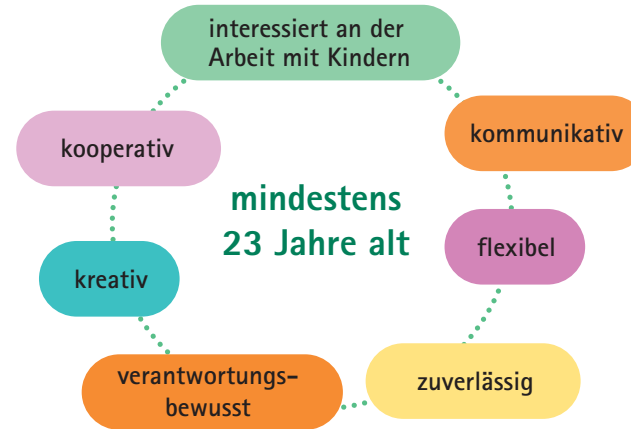 interessiert an der
Arbeit mit Kindern
kommunikativ
kooperativ
mindestens
23 Jahre alt
flexibel
kreativ
verantwortungs-
bewusst
zuverlässig